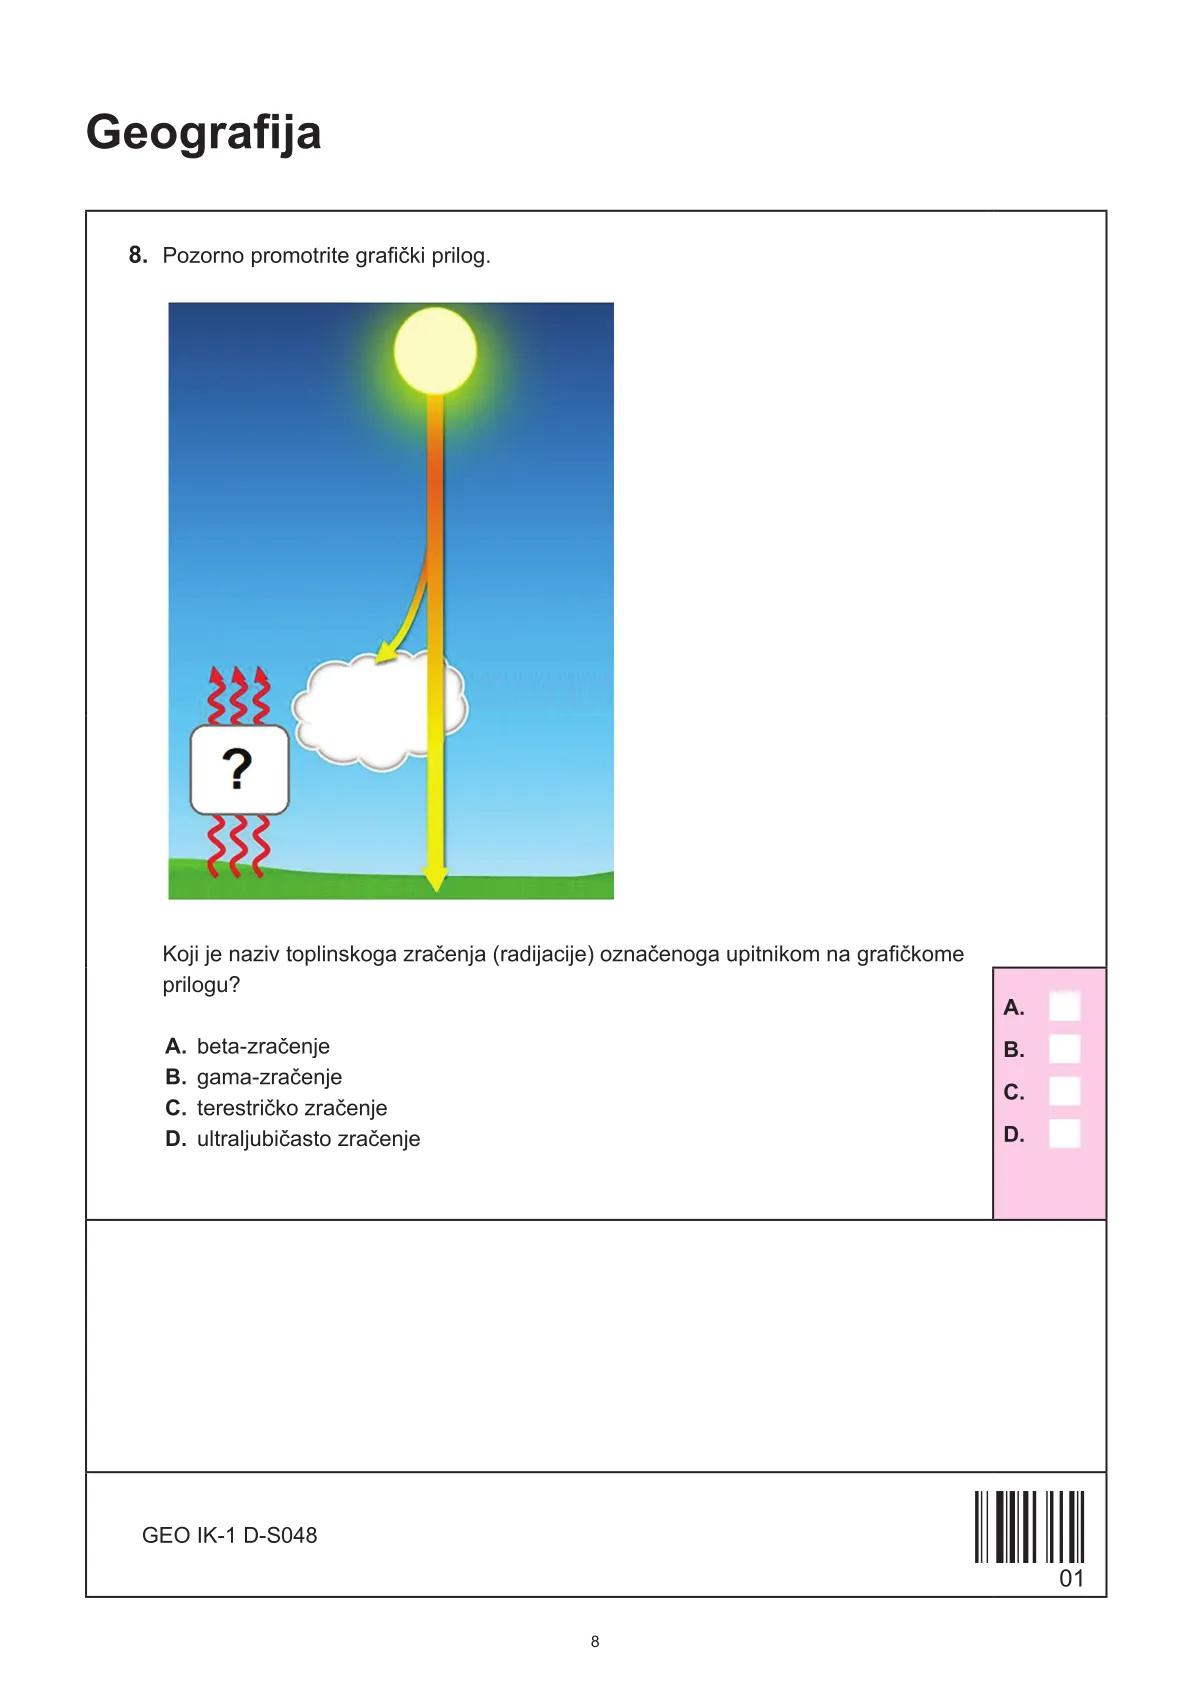 Geografija
8. Pozorno promotrite grafički prilog.
?
Koji je naziv toplinskoga zračenja (radijacije) označenoga upitnikom na grafičkome
prilogu?
A. beta-zračenje
B. gama-zračenje
C. terestričko zračenje
D. ultraljubičasto zračenje
A.
B.
C.
D.
GEO IK-1 D-S048
01
8